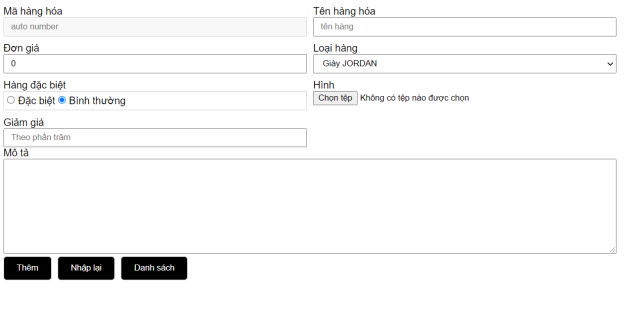 Mã hàng hóa
Tên hàng hóa
auto number
tên hàng
Đơn giá
Loại hàng
0
Giày JORDAN
Hàng đặc biệt
Hình
Đặc biệt Bình thường
Chọn tệp Không có tệp nào được chọn
Giảm giá
Theo phần trăm
Mô tả
Thêm Nhập lại Danh sách